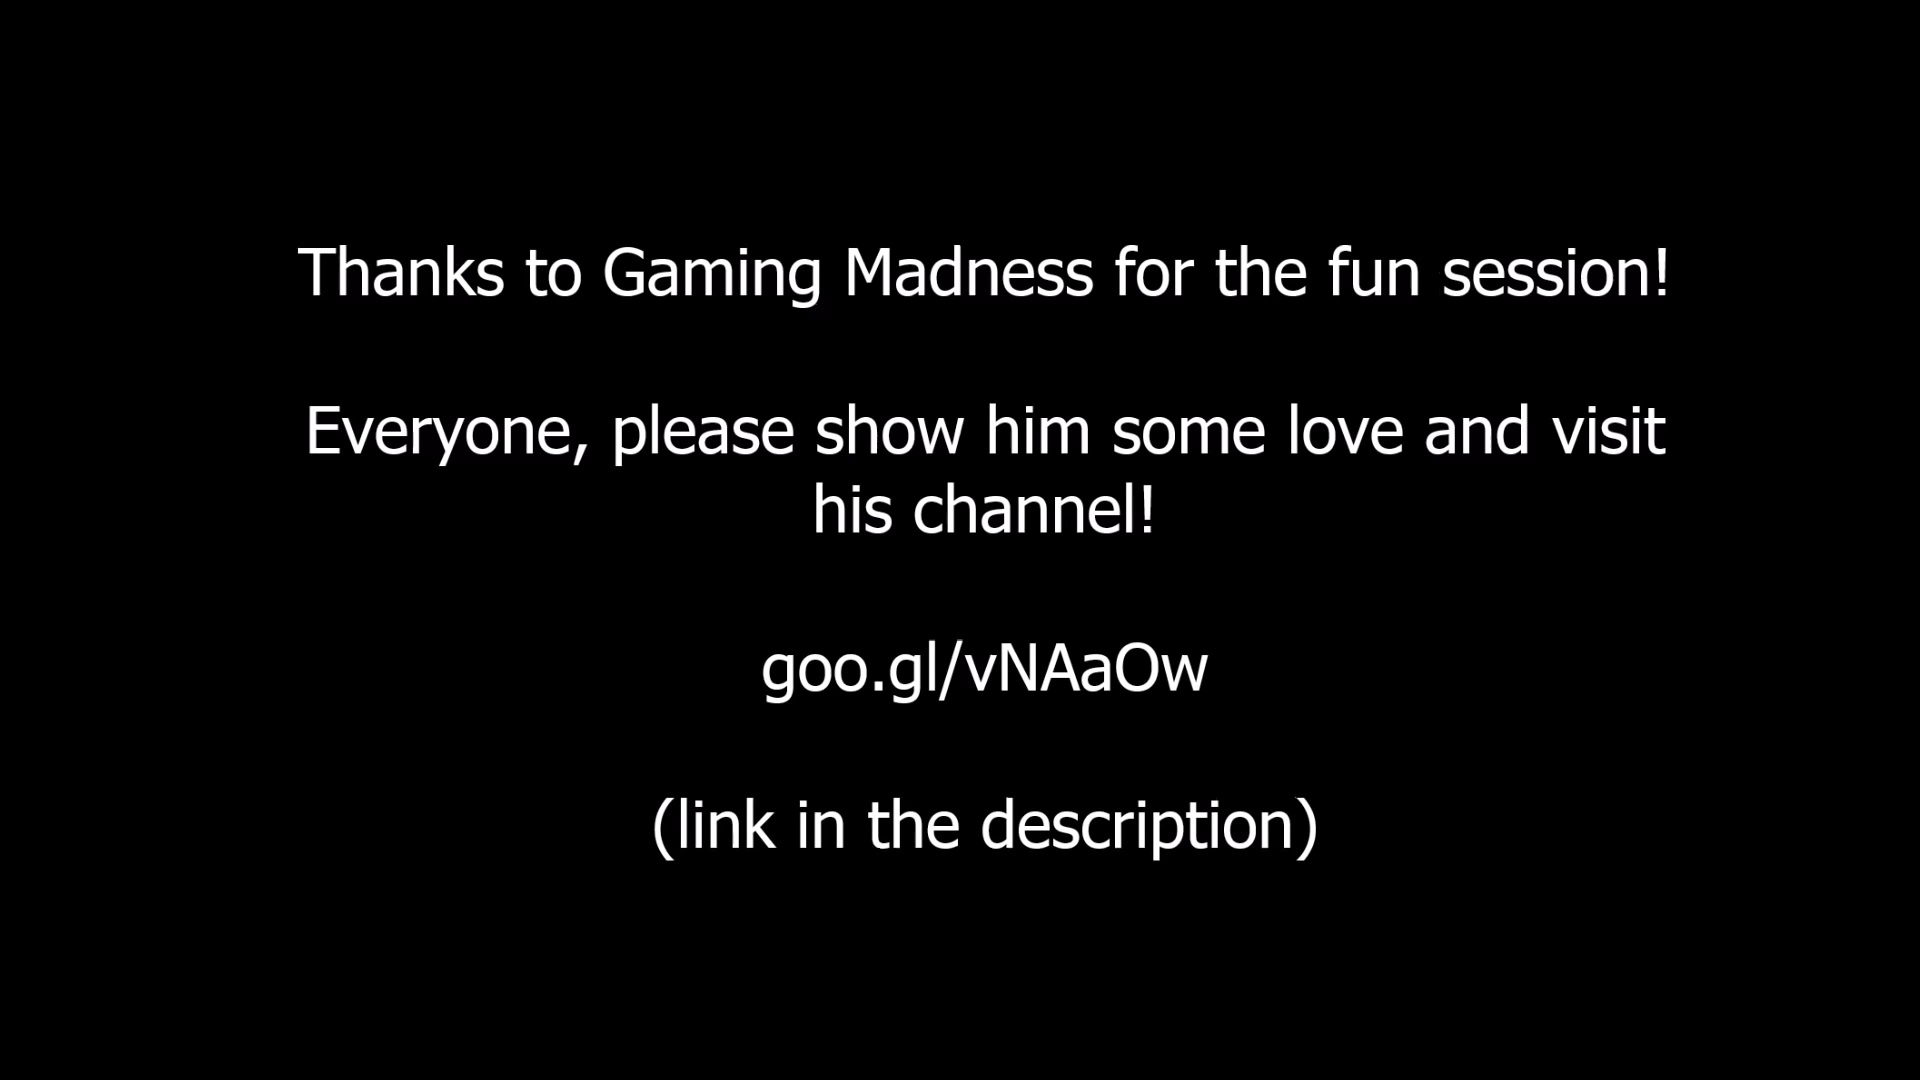 Thanks to Gaming Madness for the fun session!
Everyone, please show him some love and visit
his channel!
goo.gl/vNAaOw
(link in the description)